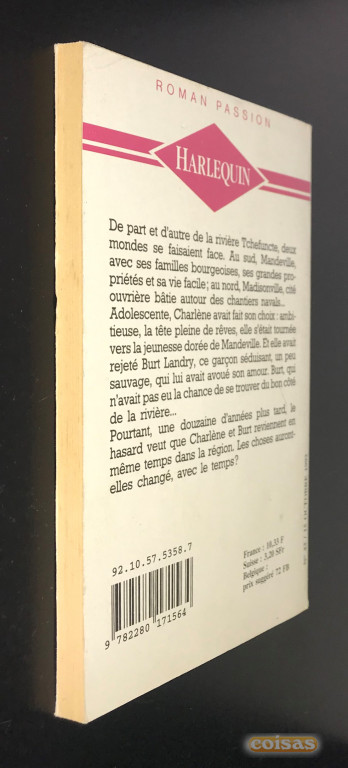 ROMAN PASSION
HARLEQUIN
De part et d'autre de la rivière Tchefuncte, deux
mondes se faisaient face. Au sud, Mandeville,
avec ses familles bourgeoises, ses grandes pro-
priétés et sa vie facile; au nord, Madisonville, cité
ouvrière bâtie autour des chantiers navals...
Adolescente, Charlène avait fait son choix : ambi-
tieuse, la tête pleine de rêves, elle s'était tournée
vers la jeunesse dorée de Mandeville. Et elle avait
rejeté Burt Landry, ce garçon séduisant, un peu
sauvage, qui lui avait avoué son amour. Burt, qui
n'avait pas eu la chance de se trouver du bon côté
de la rivière...
Pourtant, une douzaine d'années plus tard, le
hasard veut que Charlène et Burt reviennent en
même temps dans la région. Les choses auront-
elles changé, avec le temps?
92.10.57.5358.7
9 782280 171564
France : 10,33 F
Suisse : 3,20 SFr
Belgique :
prix suggéré 72 FB
coisas